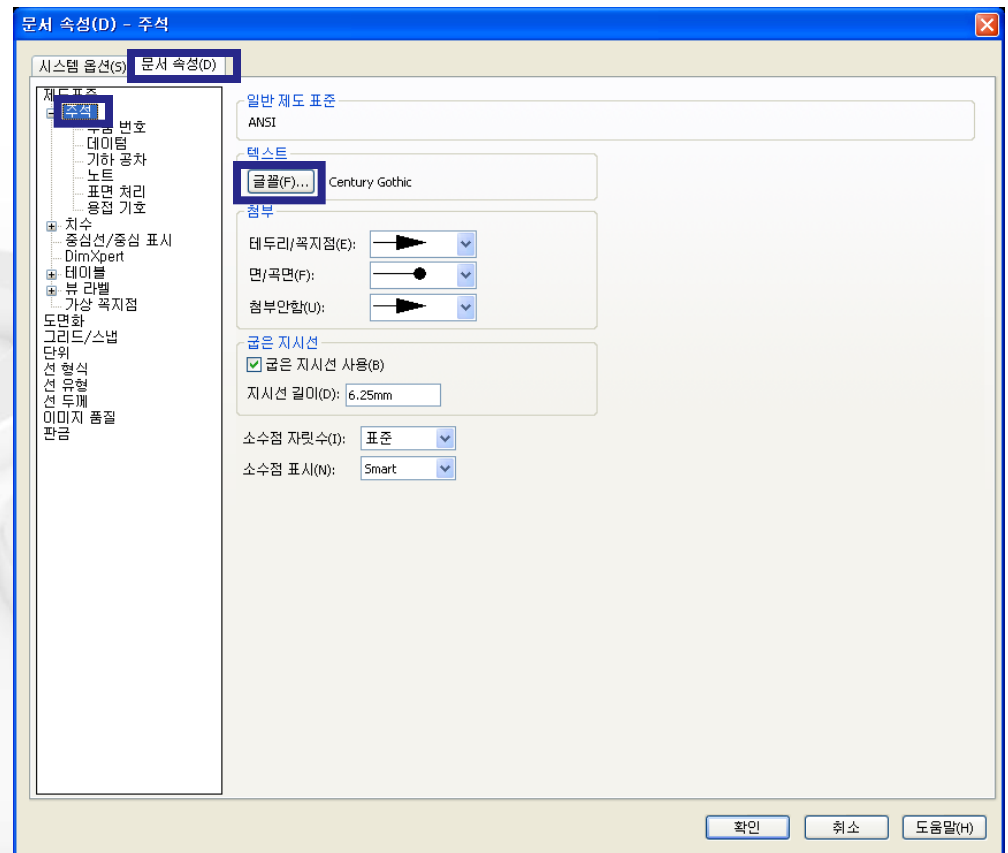 문서 속성(D) - 주석
시스템 옵션(S) 문서 속성(D)
제도표준
주석
부품 번호
데이텀
기하 공차
노트
표면 처리
용접 기호
치수
중심선/중심 표시
DimXpert
테이블
뷰 라벨
가상 꼭지점
도면화
그리드/스냅
단위
선 형식
선 유형
선 두께
이미지 품질
판금
일반 제도 표준
ANSI
텍스트
글꼴(F)... Century Gothic
첨부
테두리/꼭지점(E):
면/곡면(F):
첨부안함(U):
굽은 지시선
굽은 지시선 사용(B)
지시선 길이(D): 6.25mm
소수점 자릿수(I): 표준
소수점 표시(N): Smart
확인 취소 도움말(H)